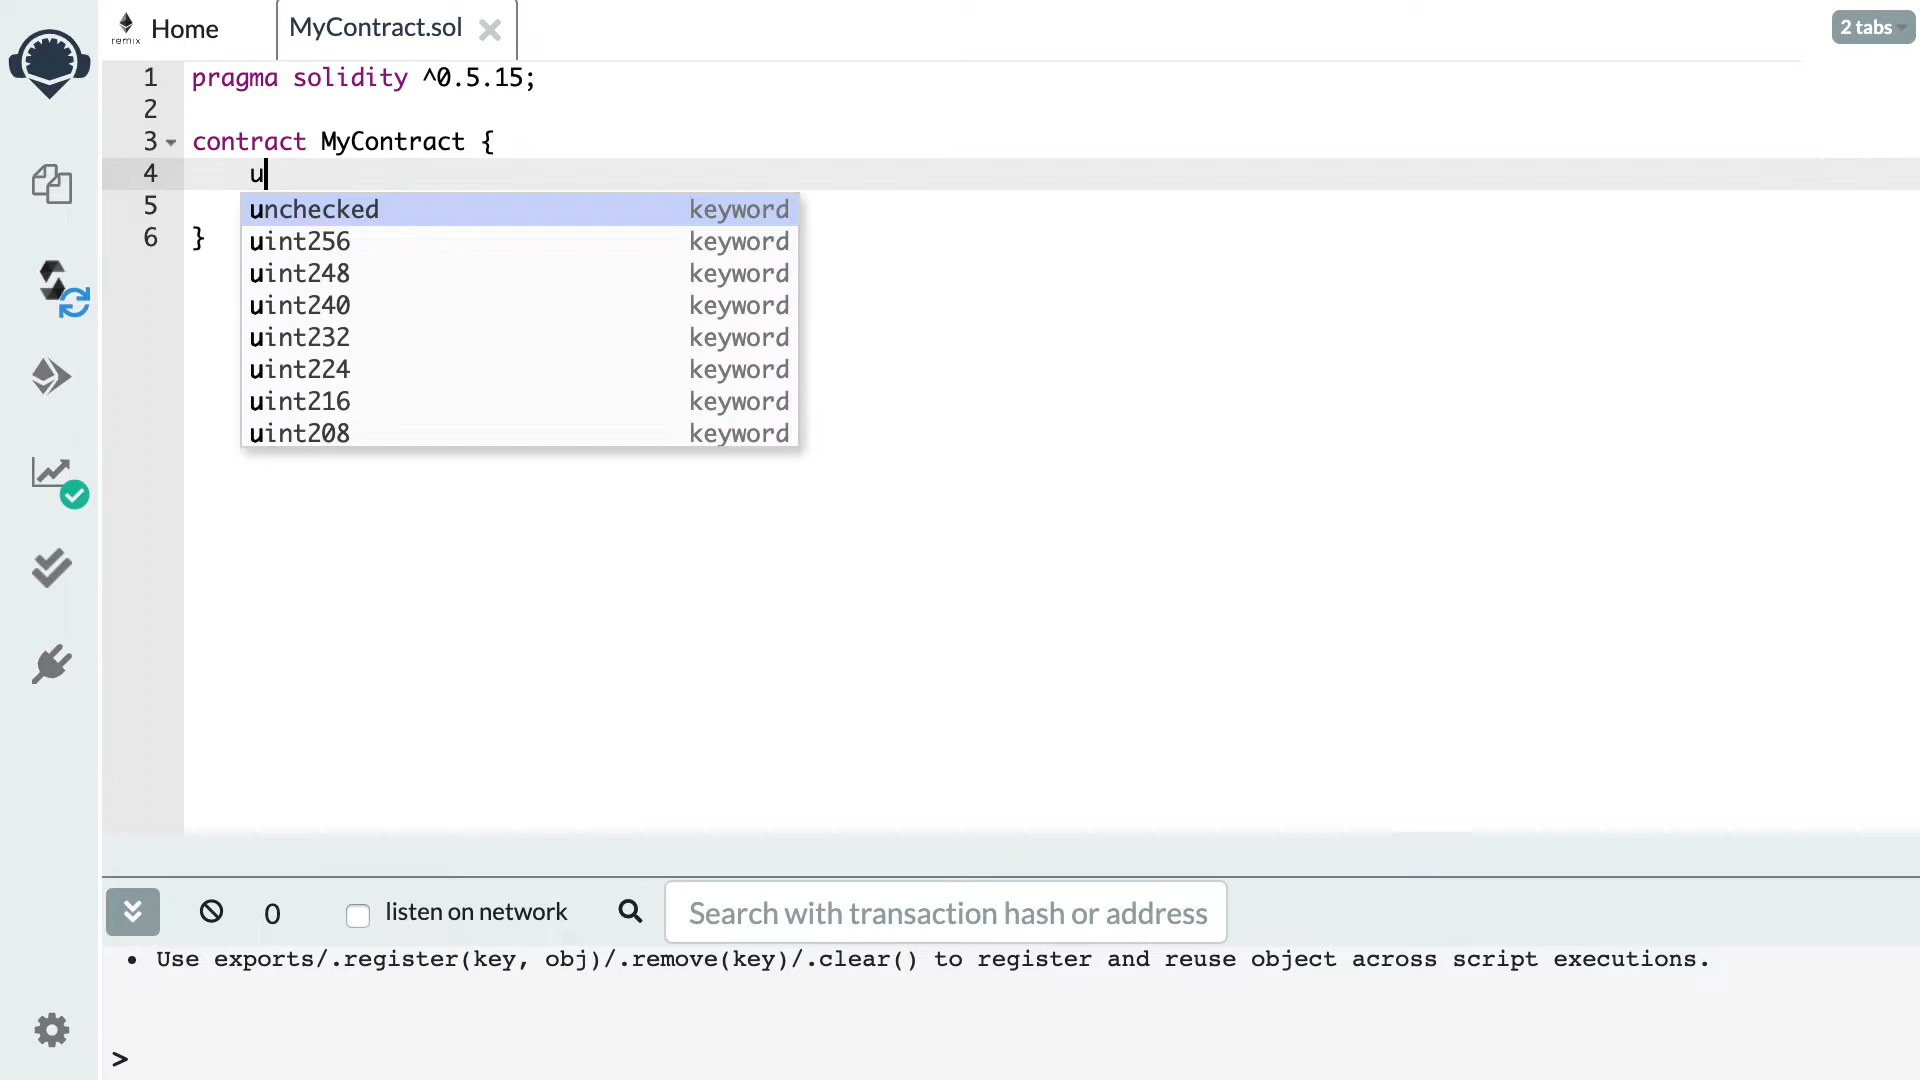 remix Home MyContract.sol 2 tabs
1 pragma solidity ^0.5.15;
2
3 contract MyContract {
4 u
5 unchecked keyword
uint256 keyword
6 }
uint248 keyword
uint240 keyword
uint232 keyword
uint224 keyword
uint216 keyword
uint208 keyword
0 listen on network Search with transaction hash or address
• Use exports/.register(key, obj)/.remove(key)/.clear() to register and reuse object across script executions.
>